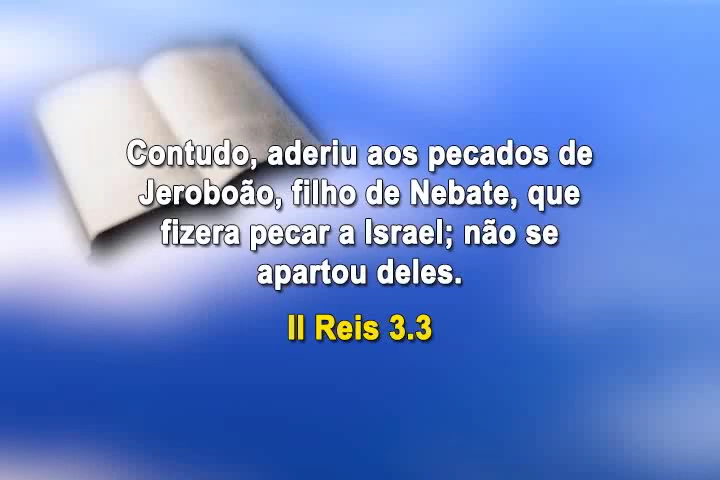 Contudo, aderiu aos pecados de
Jeroboão, filho de Nebate, que
fizera pecar a Israel; não se
apartou deles.
II Reis 3.3